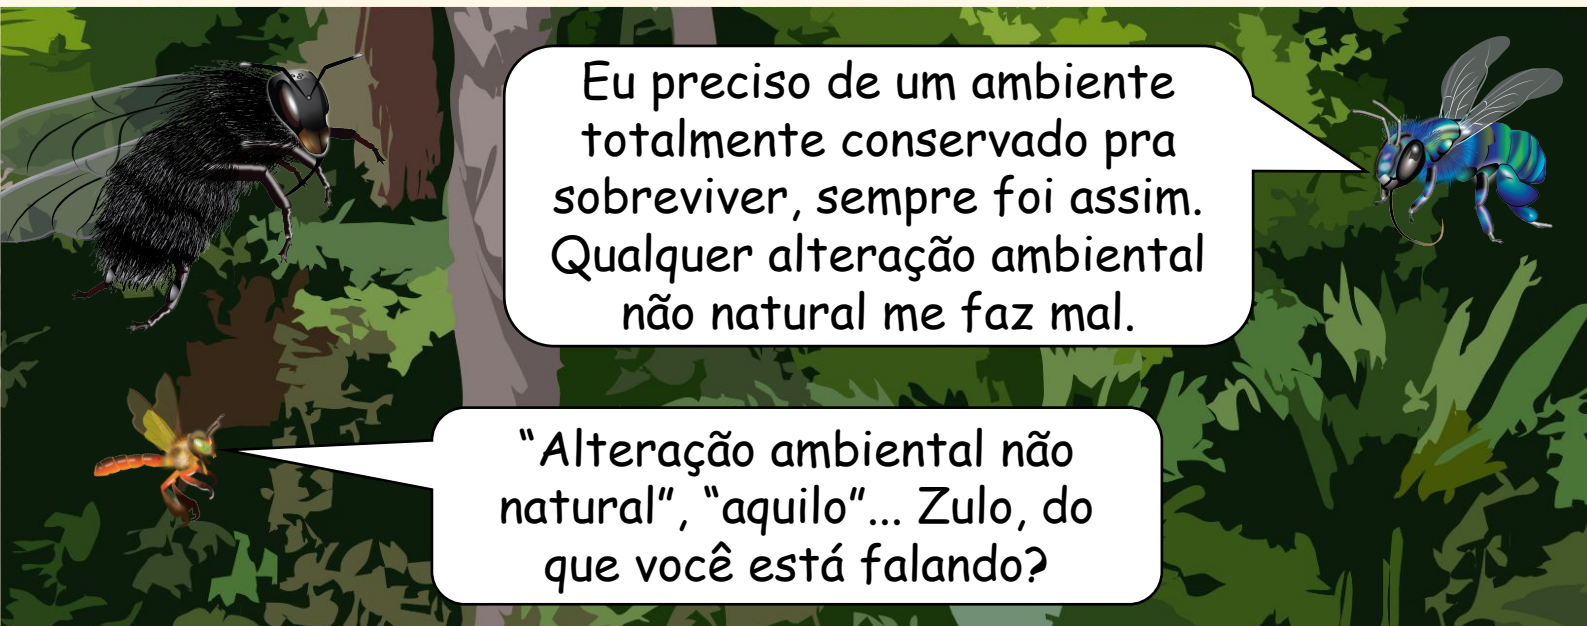 Eu preciso de um ambiente
totalmente conservado pra
sobreviver, sempre foi assim.
Qualquer alteração ambiental
não natural me faz mal.
“Alteração ambiental não
natural”, “aquilo”... Zulo, do
que você está falando?